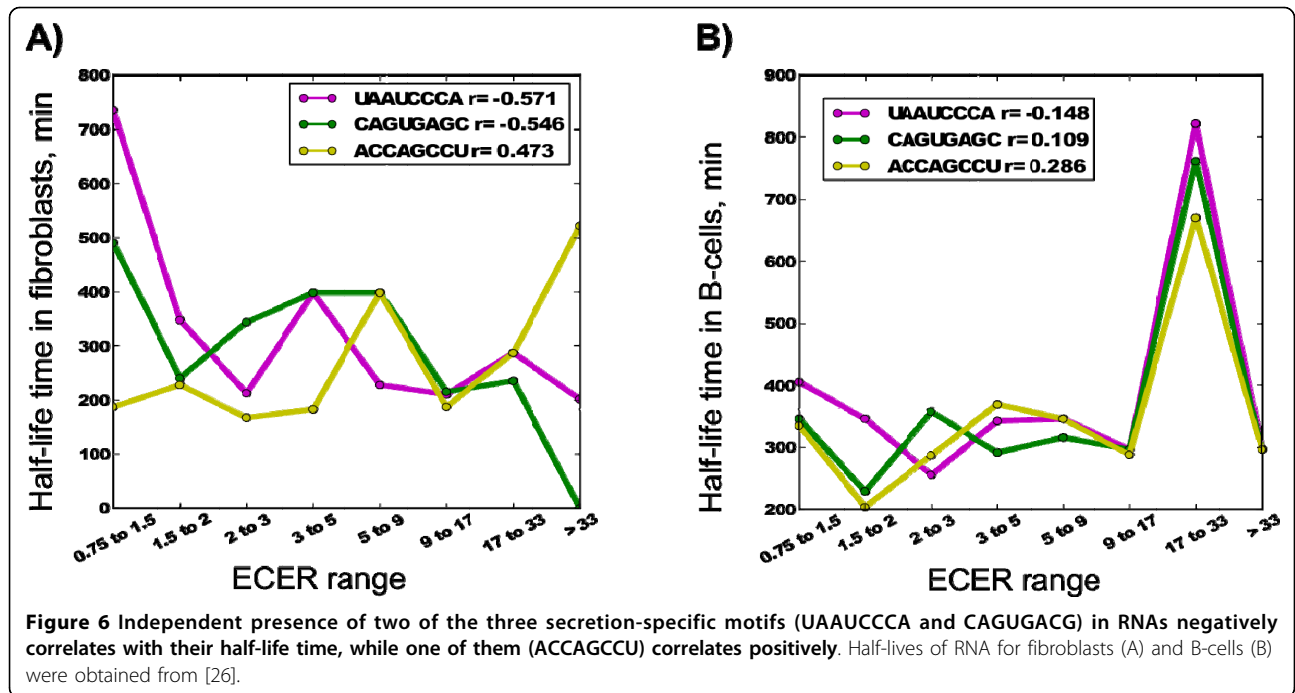 A)
800
700
600
500
400
300
200
100
0
Half-life time in fibroblasts, min
UAAUCCCA r= -0.571
CAGUGAGC r= -0.546
ACCAGCCU r= 0.473
0.75 to 1.5
1.5 to 2
2 to 3
3 to 5
5 to 9
9 to 17
17 to 33
> 33
ECER range
B)
900
800
700
600
500
400
300
200
Half-life time in B-cells, min
UAAUCCCA r= -0.148
CAGUGAGC r= 0.109
ACCAGCCU r= 0.286
0.75 to 1.5
1.5 to 2
2 to 3
3 to 5
5 to 9
9 to 17
17 to 33
> 33
ECER range
Figure 6 Independent presence of two of the three secretion-specific motifs (UAAUCCCA and CAGUGACG) in RNAs negatively
correlates with their half-life time, while one of them (ACCAGCCU) correlates positively. Half-lives of RNA for fibroblasts (A) and B-cells (B)
were obtained from [26].